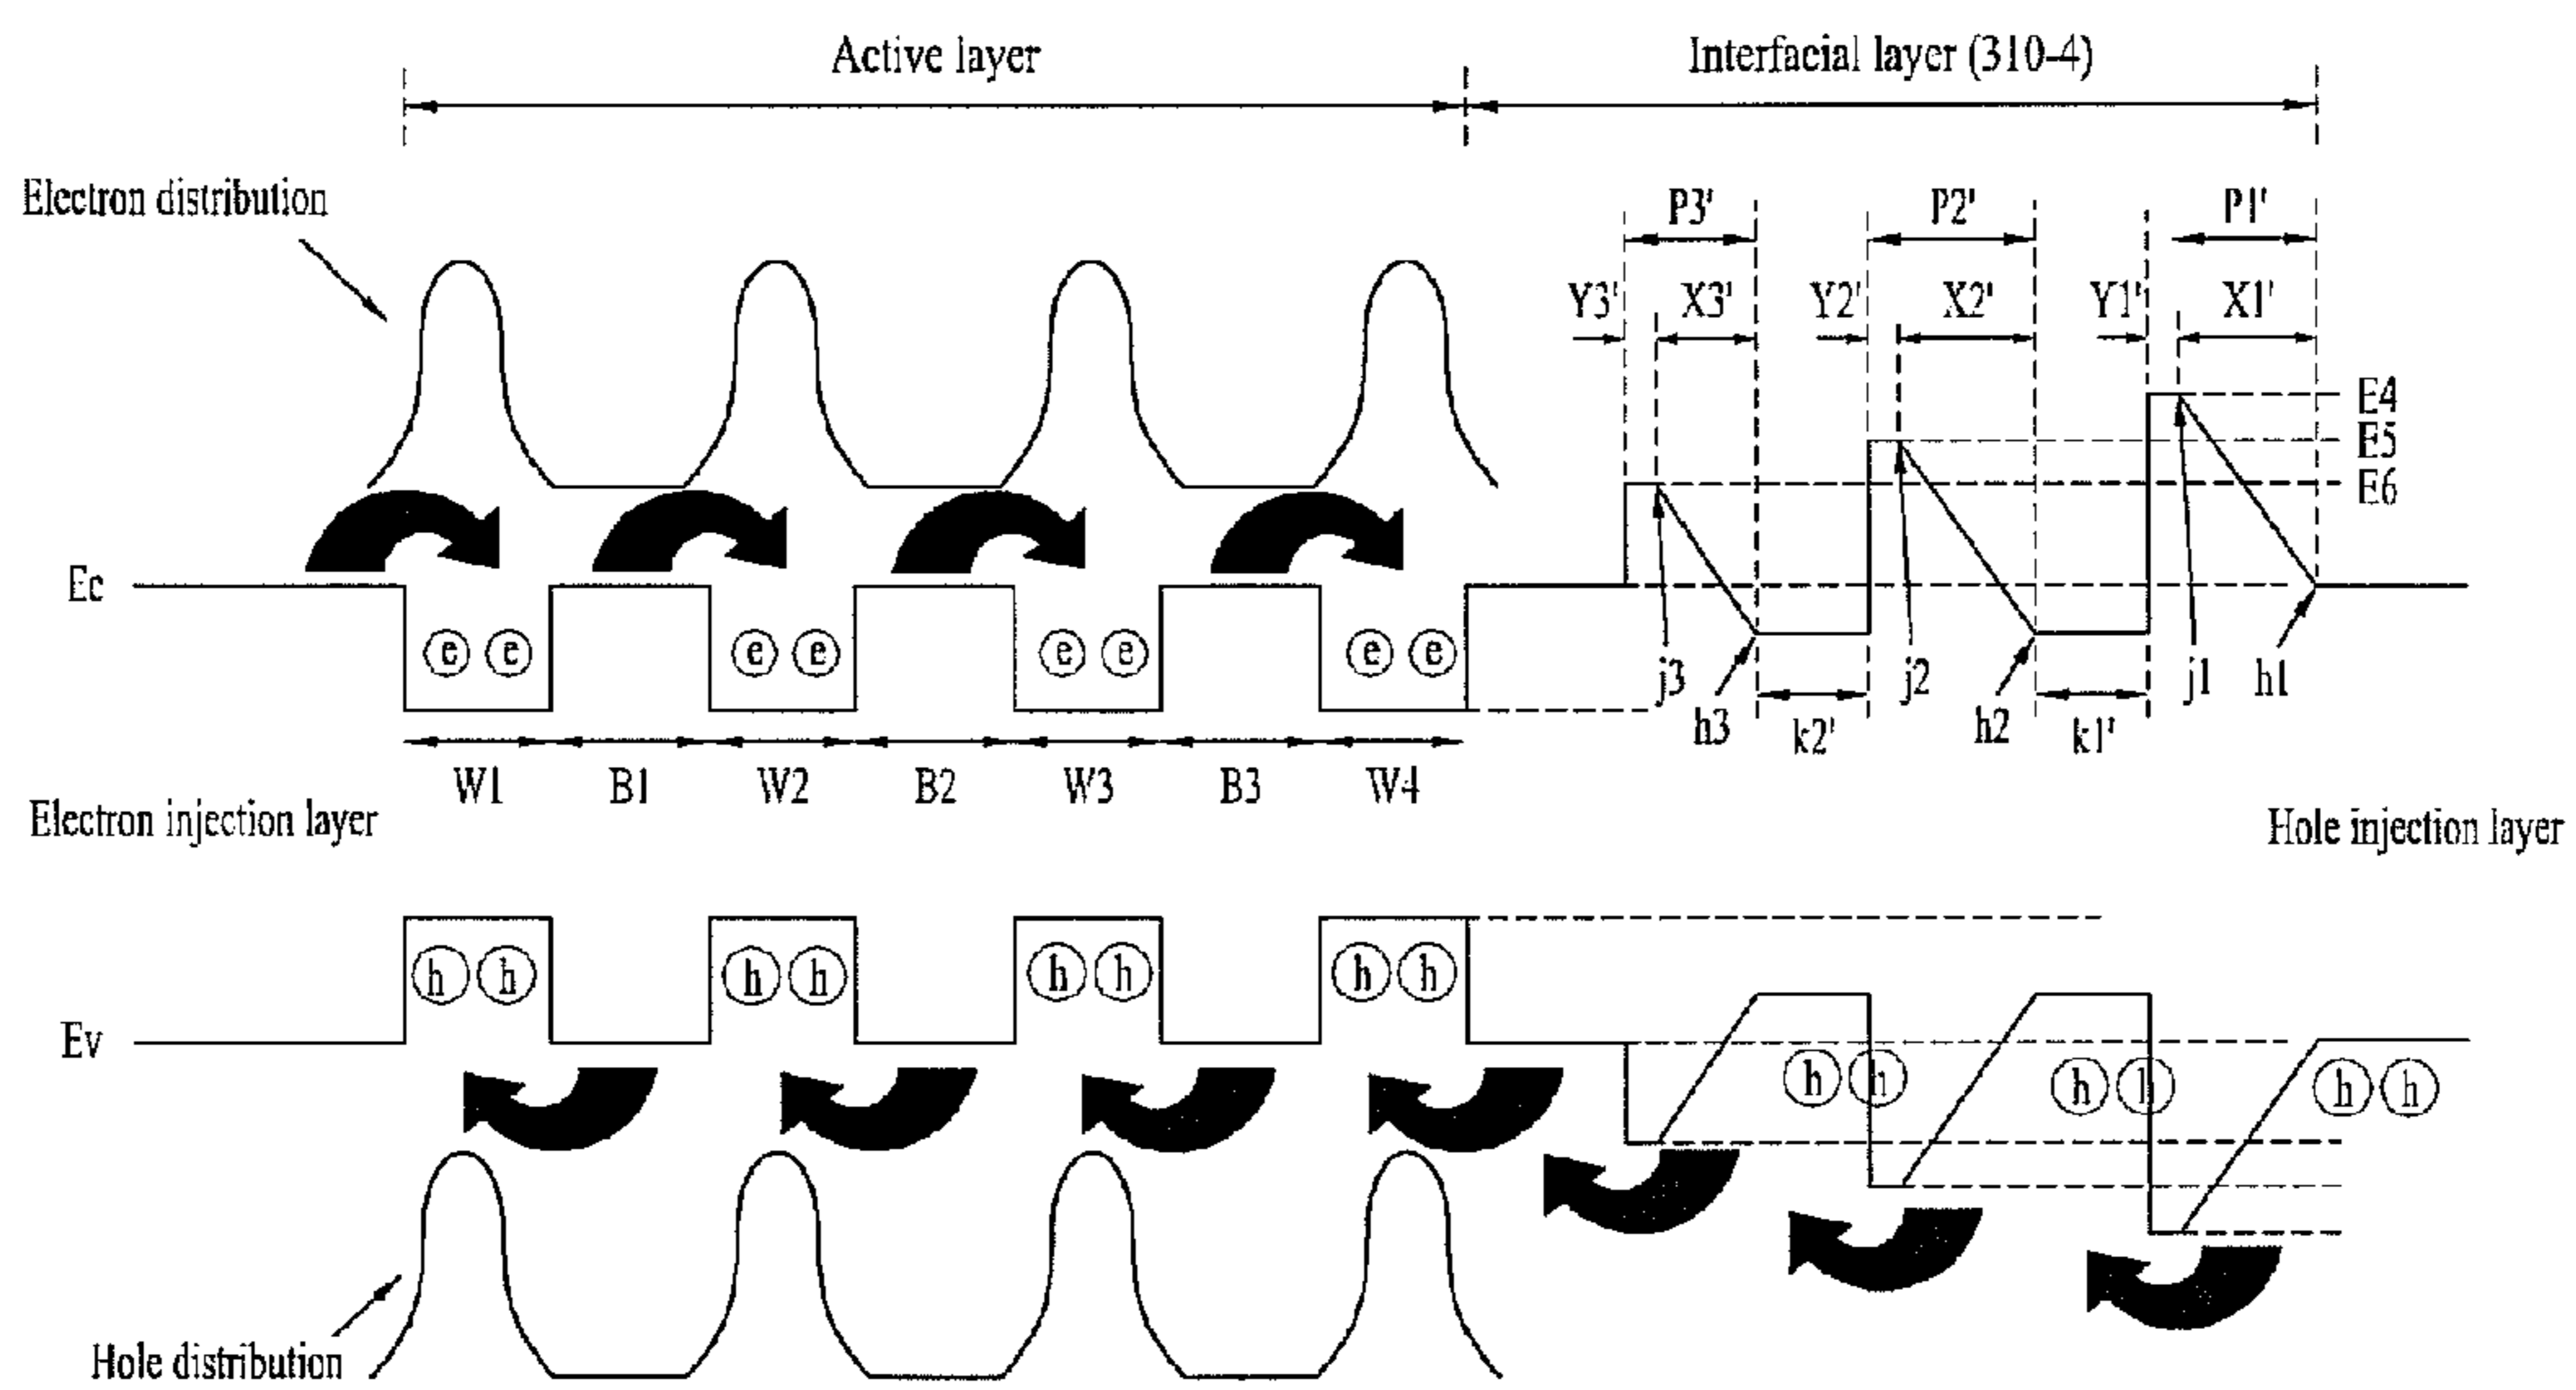 Active layer
Interfacial layer (310-4)
Electron distribution
P3' P2' P1'
Y3' X3' Y2' X2' Y1' X1'
E4
E5
E6
Ec
e e e e e e e e
j3 j2 j1 h1
h3 k2' h2 k1'
W1 B1 W2 B2 W3 B3 W4
Electron injection layer
Hole injection layer
h h h h h h h h
Ev
h h h h h h
Hole distribution